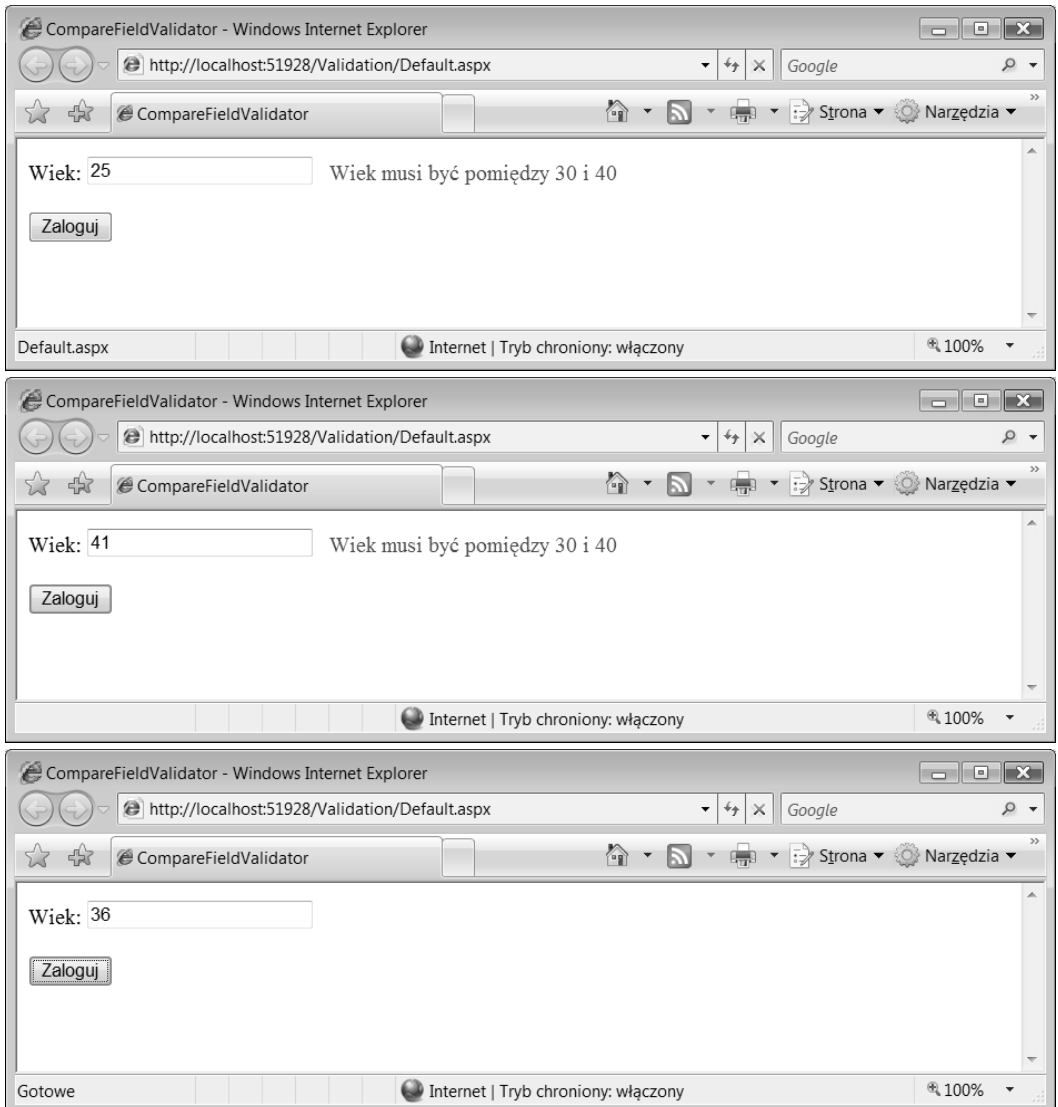 CompareFieldValidator - Windows Internet Explorer
http://localhost:51928/Validation/Default.aspx Google
CompareFieldValidator Strona Narzędzia »
Wiek: 25 Wiek musi być pomiędzy 30 i 40
Zaloguj
Default.aspx Internet | Tryb chroniony: włączony 100%
CompareFieldValidator - Windows Internet Explorer
http://localhost:51928/Validation/Default.aspx Google
CompareFieldValidator Strona Narzędzia »
Wiek: 41 Wiek musi być pomiędzy 30 i 40
Zaloguj
Internet | Tryb chroniony: włączony 100%
CompareFieldValidator - Windows Internet Explorer
http://localhost:51928/Validation/Default.aspx Google
CompareFieldValidator Strona Narzędzia »
Wiek: 36
Zaloguj
Gotowe Internet | Tryb chroniony: włączony 100%